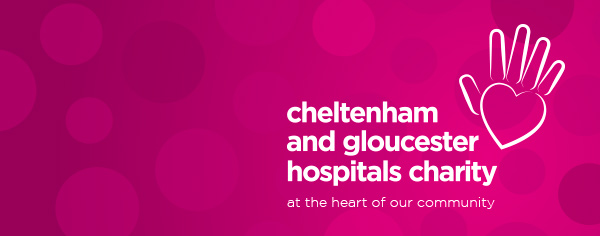 cheltenham
and gloucester
hospitals charity
at the heart of our community